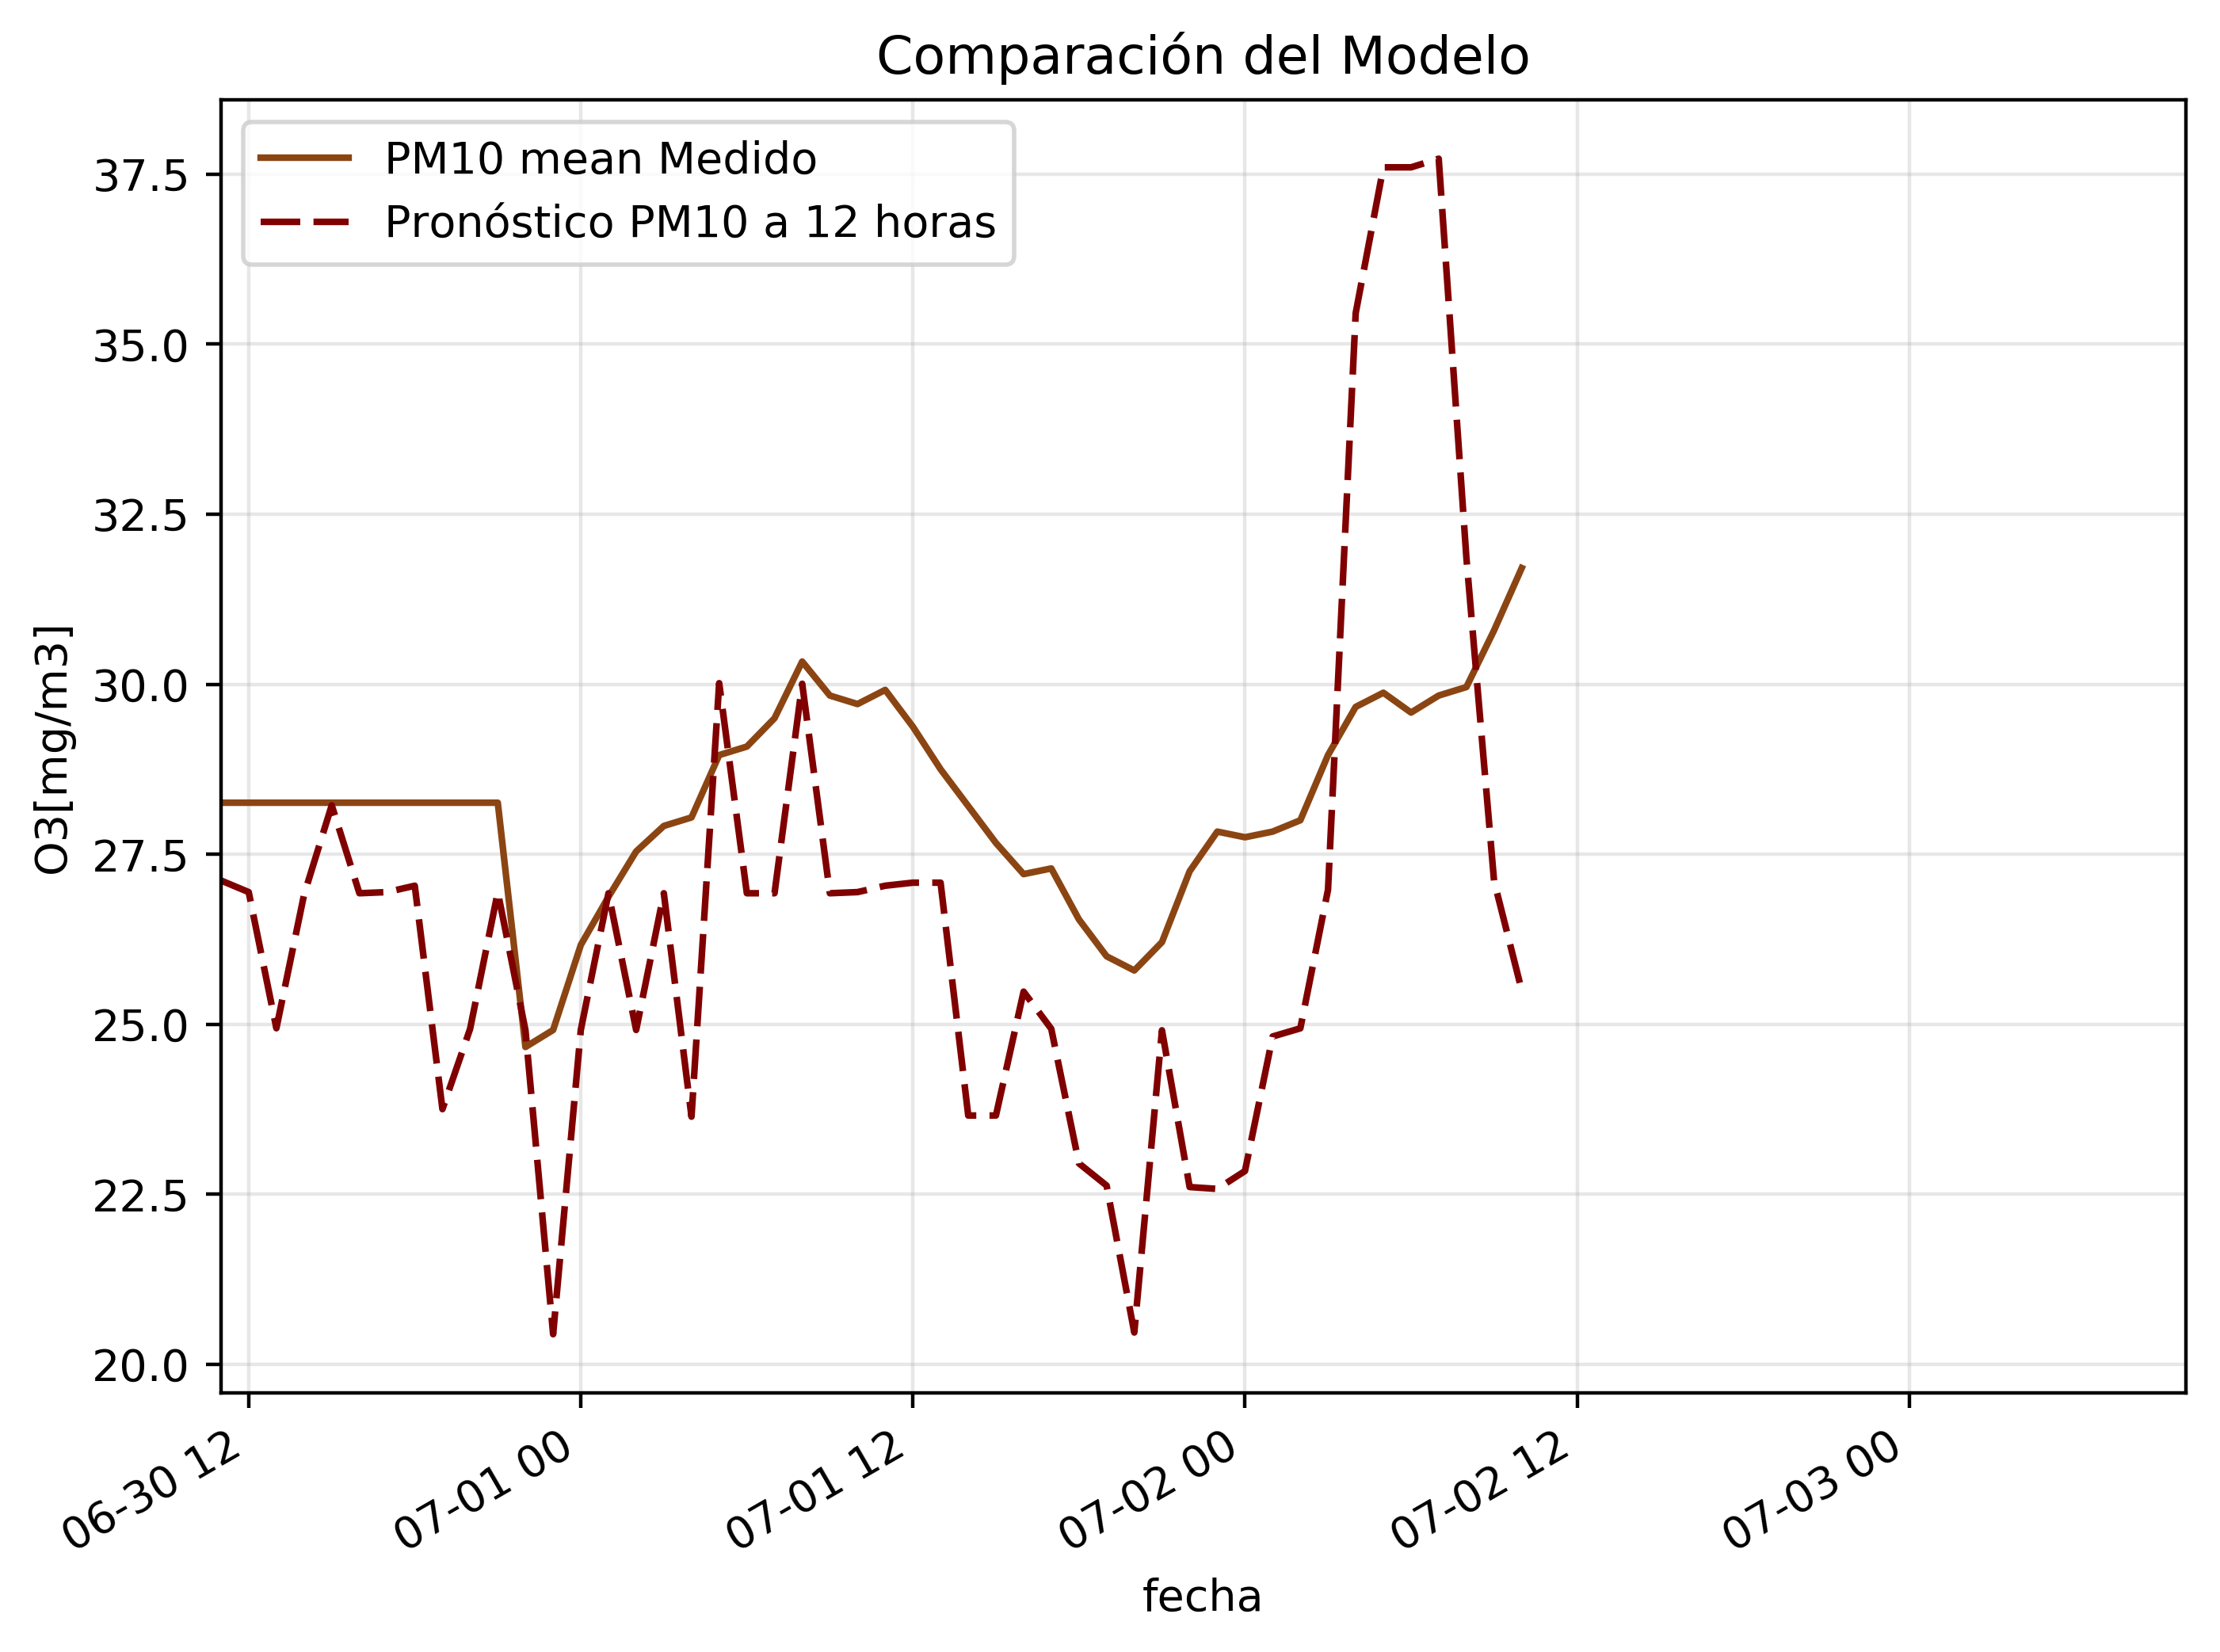 Comparación del Modelo
PM10 mean Medido
Pronóstico PM10 a 12 horas
O3[mg/m3]
37.5
35.0
32.5
30.0
27.5
25.0
22.5
20.0
06-30 12
07-01 00
07-01 12
07-02 00
07-02 12
07-03 00
fecha